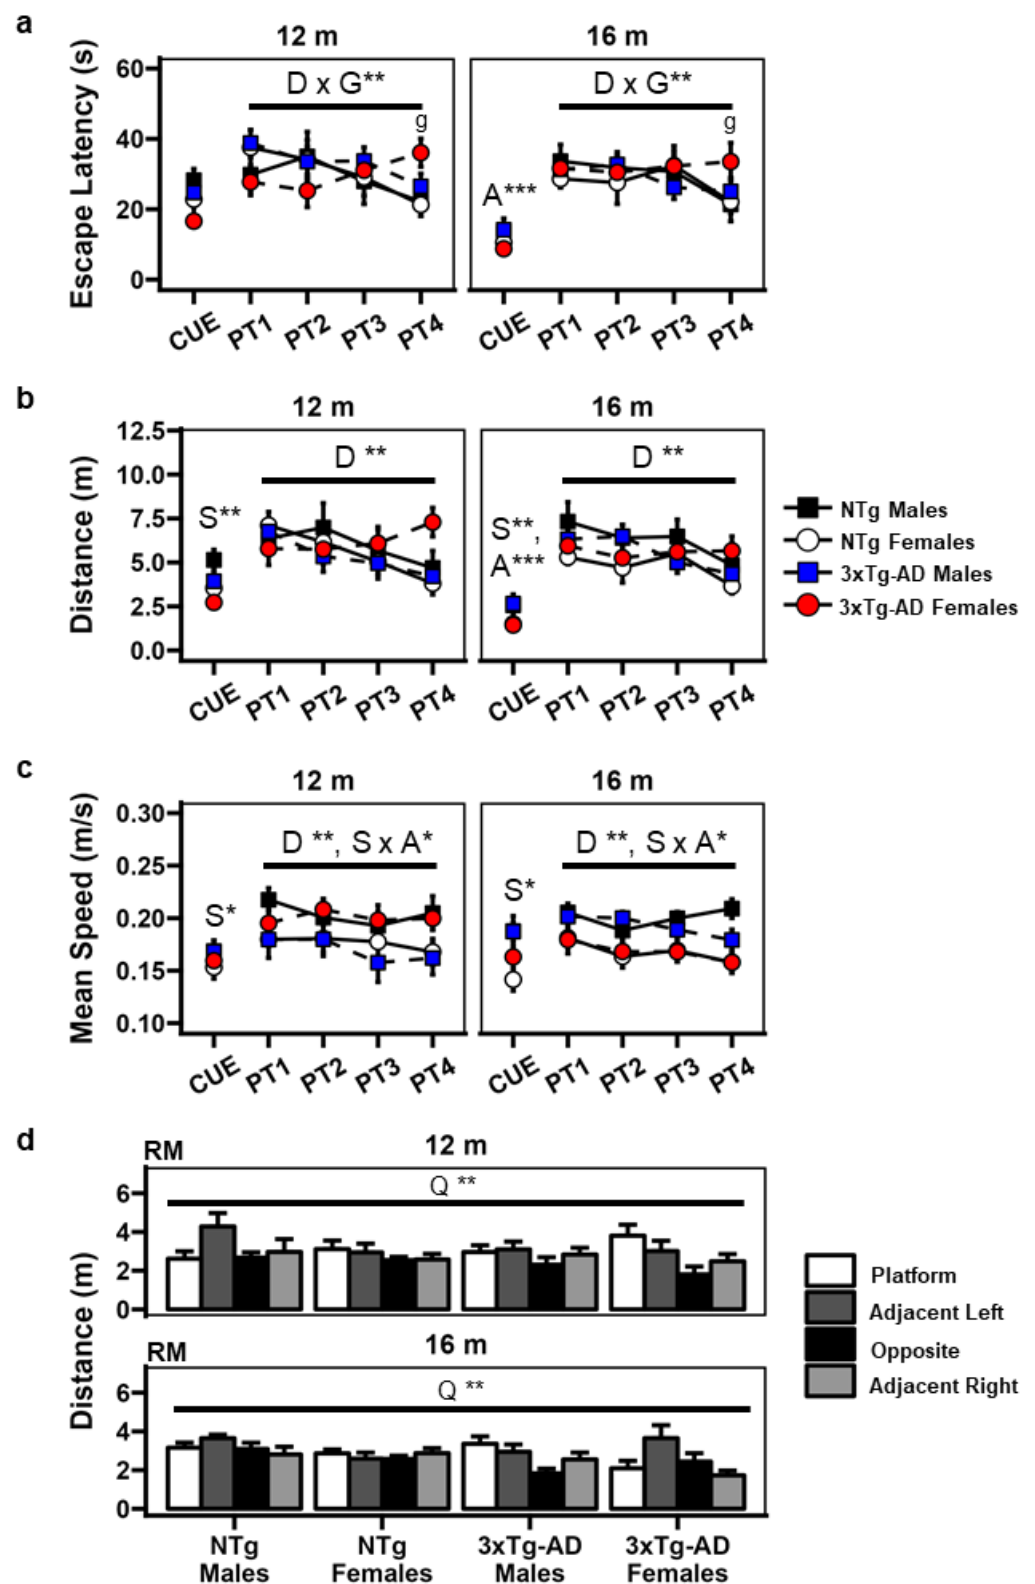 a
12 m
16 m
Escape Latency (s)
60
40
20
0
D x G**
g
D x G**
g
A***
CUE PT1 PT2 PT3 PT4
CUE PT1 PT2 PT3 PT4
b
12 m
16 m
Distance (m)
12.5
10.0
7.5
5.0
2.5
0.0
D **
S**
D **
S**,
A***
CUE PT1 PT2 PT3 PT4
CUE PT1 PT2 PT3 PT4
NTg Males
NTg Females
3xTg-AD Males
3xTg-AD Females
c
12 m
16 m
Mean Speed (m/s)
0.30
0.25
0.20
0.15
0.10
D **, S x A*
S*
D **, S x A*
S*
CUE PT1 PT2 PT3 PT4
CUE PT1 PT2 PT3 PT4
d
RM
12 m
Q **
6
4
2
0
Distance (m)
RM
16 m
Q **
6
4
2
0
NTg
Males
NTg
Females
3xTg-AD
Males
3xTg-AD
Females
Platform
Adjacent Left
Opposite
Adjacent Right